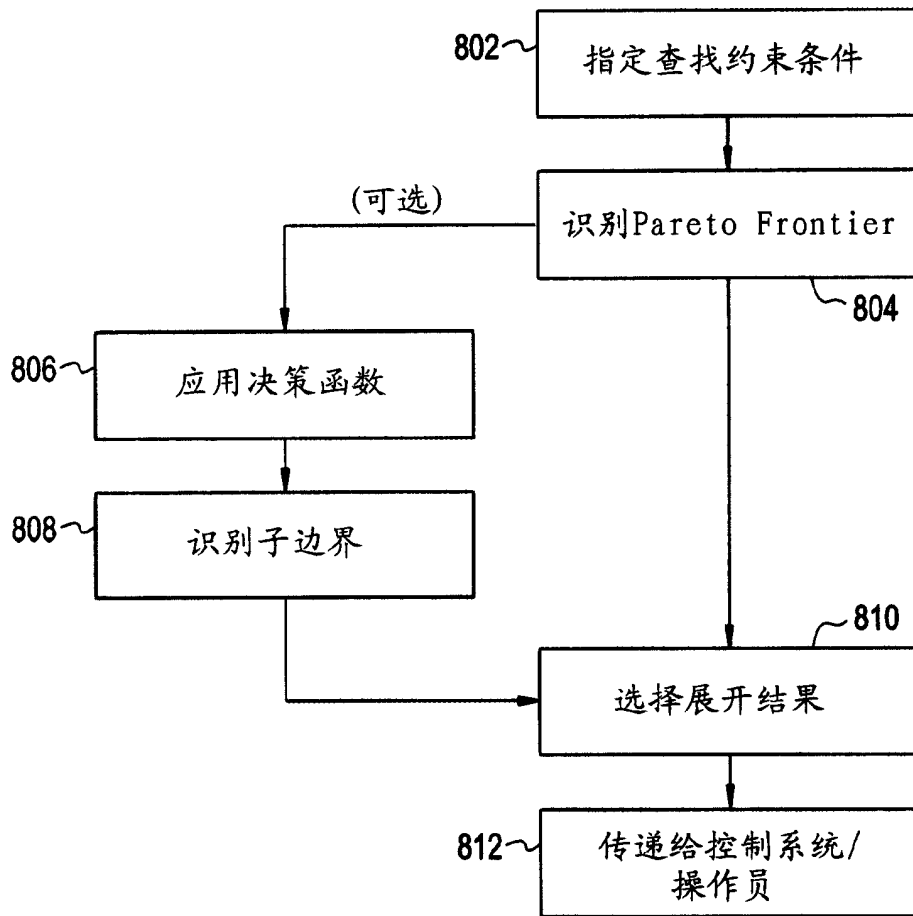 802
指定查找约束条件
(可选)
识别Pareto Frontier
804
806
应用决策函数
808
识别子边界
810
选择展开结果
812
传递给控制系统/
操作员